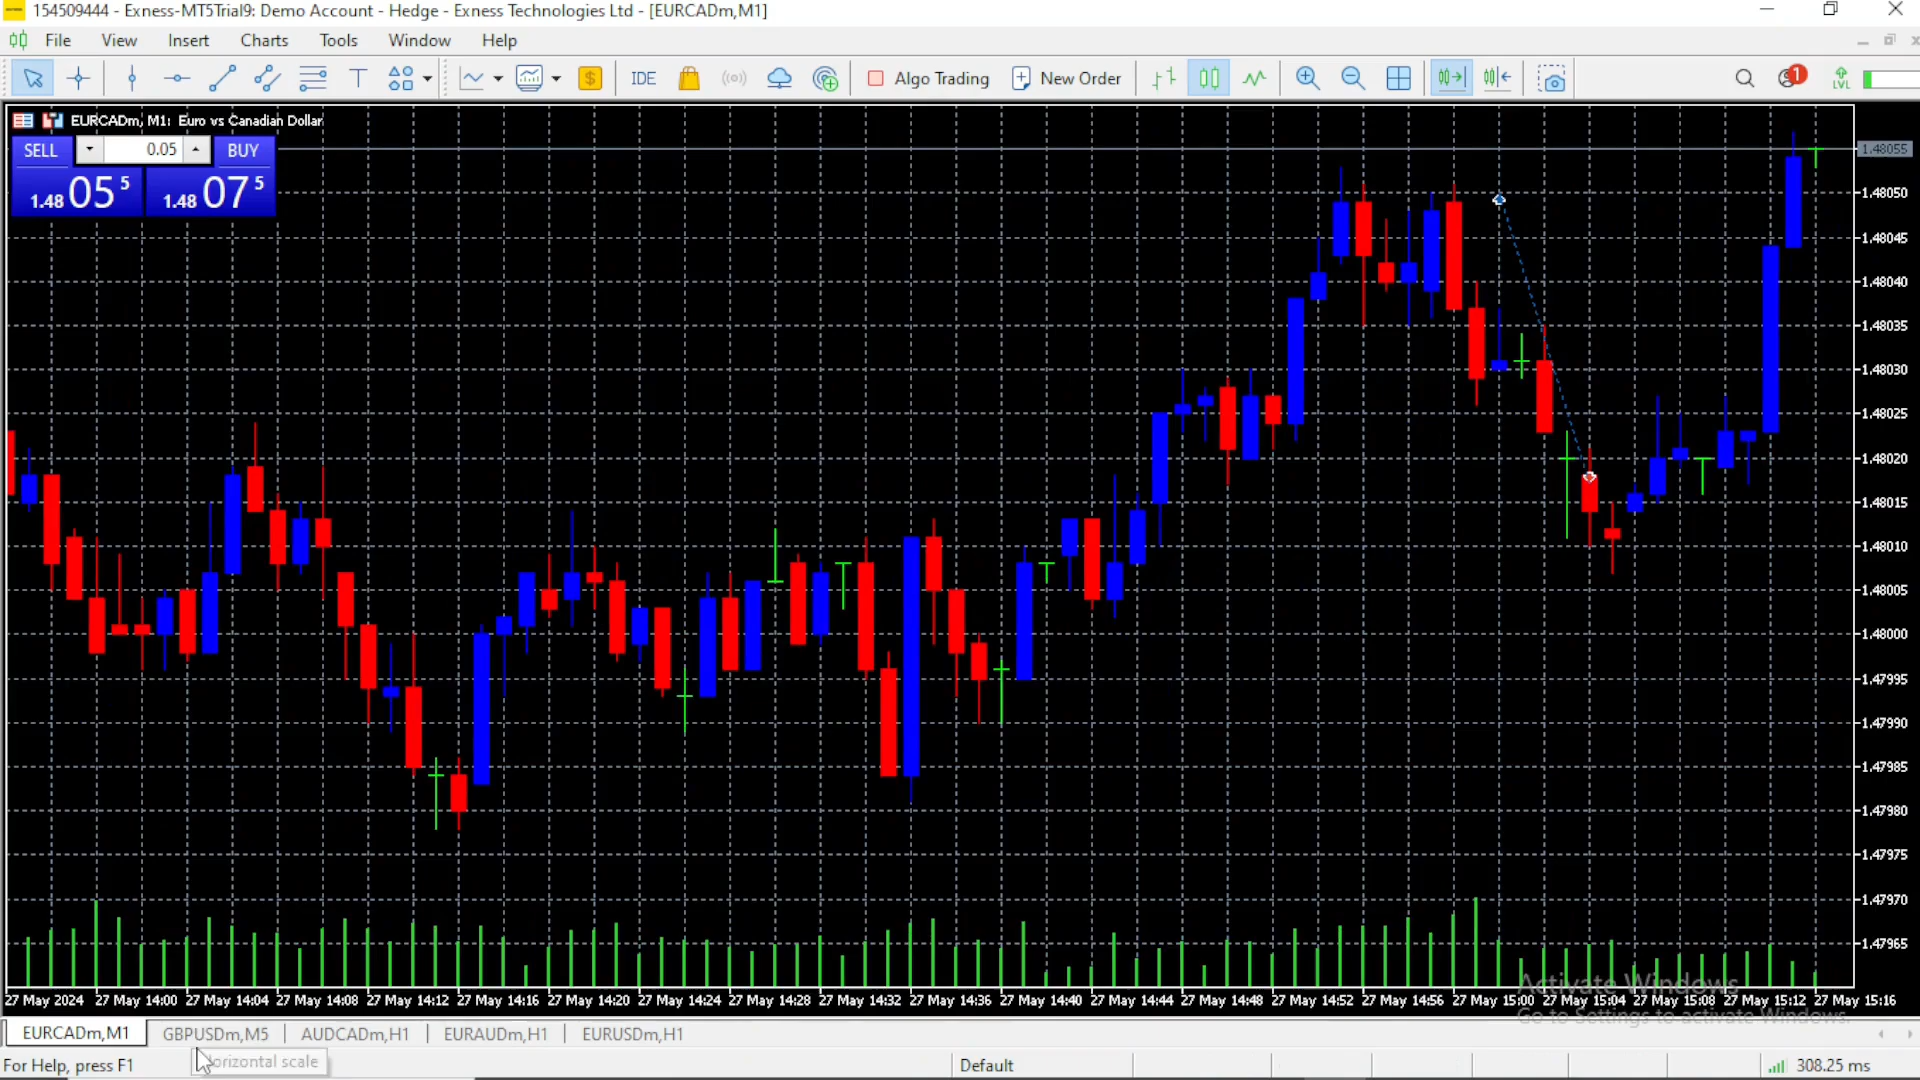 154509444 - Exness-MT5Trial9: Demo Account - Hedge - Exness Technologies Ltd - [EURCADm,M1]
File View Insert Charts Tools Window Help
IDE Algo Trading New Order 1 LVL
EURCADm, M1: Euro vs Canadian Dollar
SELL 0.05 BUY
1.48 05 5 1.48 07 5
1.48055
1.48050
1.48045
1.48040
1.48035
1.48030
1.48025
1.48020
1.48015
1.48010
1.48005
1.48000
1.47995
1.47990
1.47985
1.47980
1.47975
1.47970
1.47965
Activate Windows
Go to Settings to activate Windows.
27 May 2024 27 May 14:00 27 May 14:04 27 May 14:08 27 May 14:12 27 May 14:16 27 May 14:20 27 May 14:24 27 May 14:28 27 May 14:32 27 May 14:36 27 May 14:40 27 May 14:44 27 May 14:48 27 May 14:52 27 May 14:56 27 May 15:00 27 May 15:04 27 May 15:08 27 May 15:12 27 May 15:16
EURCADm,M1 GBPUSDm,M5 AUDCADm,H1 EURAUDm,H1 EURUSDm,H1
For Help, press F1 orizontal scale Default 308.25 ms